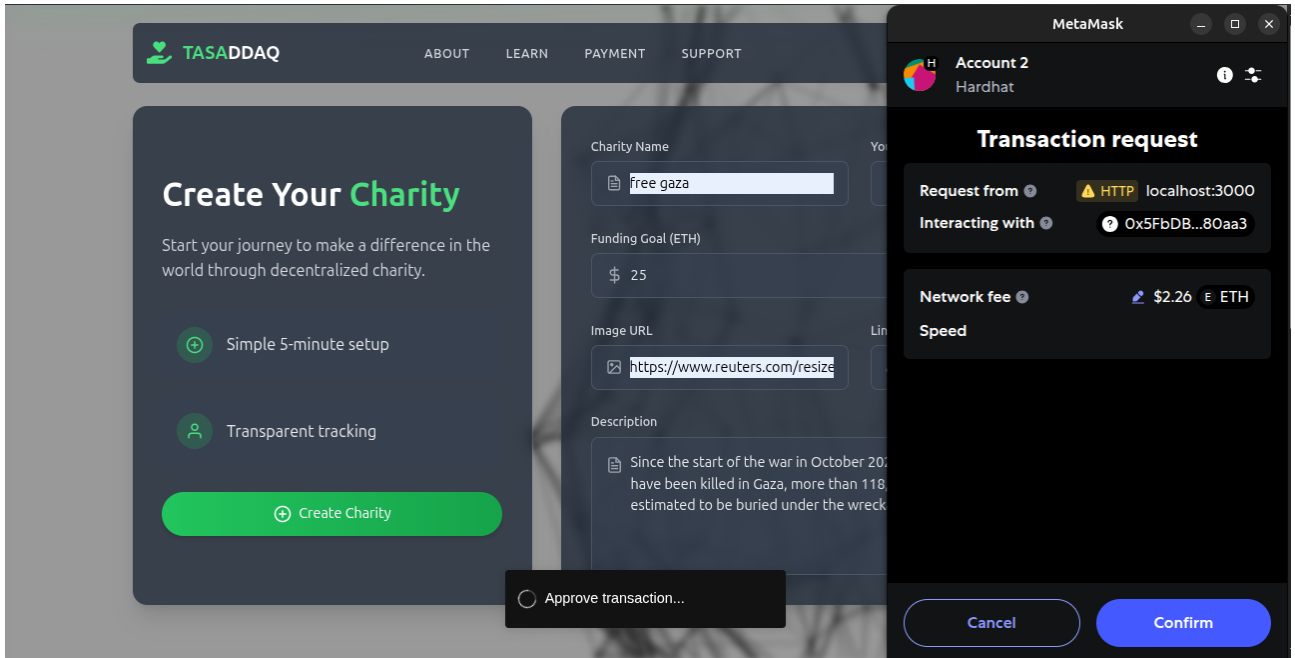 TASADDAQ
ABOUT
LEARN
PAYMENT
SUPPORT
Create Your Charity
Start your journey to make a difference in the
world through decentralized charity.
Simple 5-minute setup
Transparent tracking
Create Charity
Charity Name
free gaza
Funding Goal (ETH)
$ 25
Image URL
https://www.reuters.com/resize
Description
Since the start of the war in October 202
have been killed in Gaza, more than 118,
estimated to be buried under the wreck
Approve transaction...
MetaMask
H
Account 2
Hardhat
Transaction request
Request from
HTTP localhost:3000
Interacting with
0x5FbDB...80aa3
Network fee
$2.26 E ETH
Speed
Cancel
Confirm